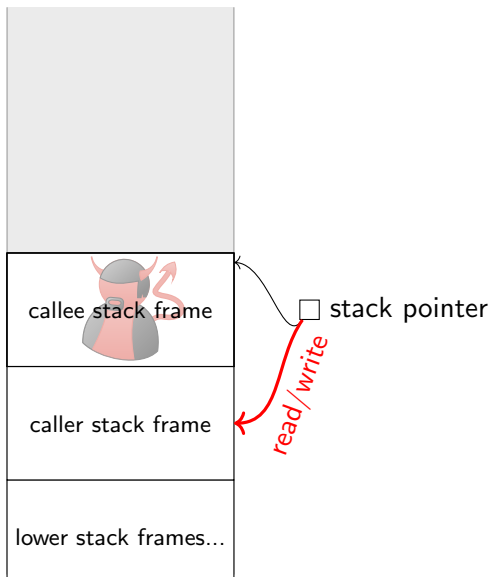 callee stack frame
stack pointer
read/write
caller stack frame
lower stack frames...